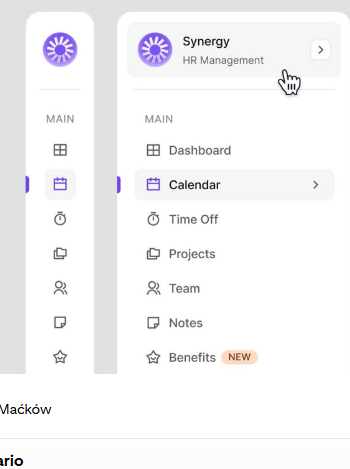 Synergy
HR Management
MAIN
MAIN
Dashboard
Calendar
Time Off
Projects
Team
Notes
Benefits NEW
Maćków
ario